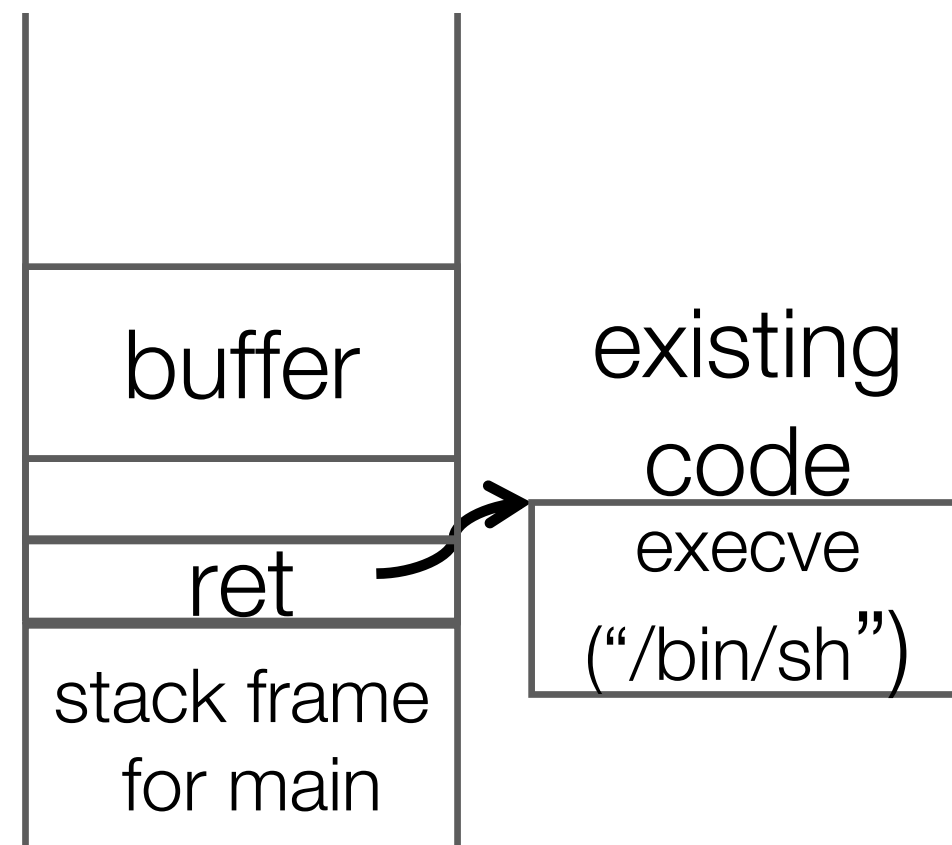 buffer
ret
stack frame
for main
existing
code
execve
(“/bin/sh”)